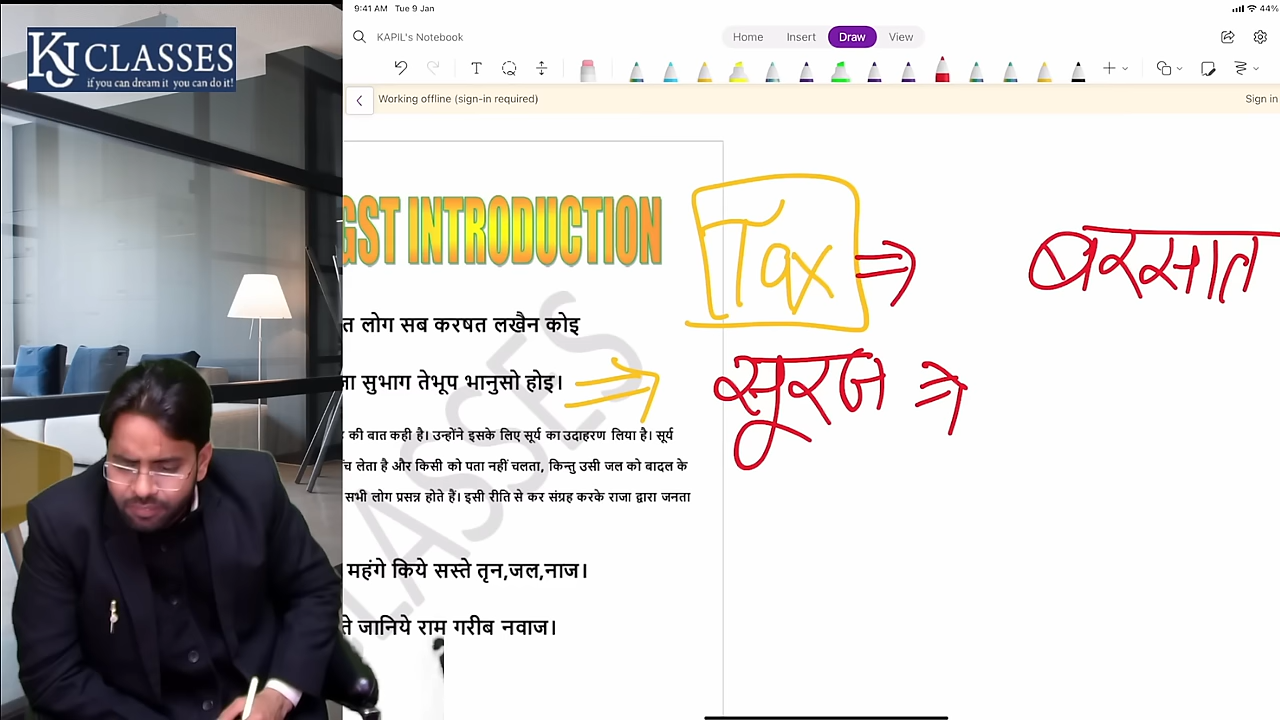 KJ CLASSES
if you can dream it you can do it!
9:41 AM Tue 9 Jan
44%
KAPIL's Notebook
Home Insert Draw View
Working offline (sign-in required)
Sign in
GST INTRODUCTION
Tax ⇒ बरसात
त लोग सब करषत लखैन कोइ
सुभाग तेभूप भानुसो होइ। ⇒ सूरज ⇒
की बात कही है। उन्होंने इसके लिए सूर्य का उदाहरण लिया है। सूर्य
लेता है और किसी को पता नहीं चलता, किन्तु उसी जल को बादल के
सभी लोग प्रसन्न होते हैं। इसी रीति से कर संग्रह करके राजा द्वारा जनता
महंगे किये सस्ते तृन,जल,नाज।
ते जानिये राम गरीब नवाज।
CLASSES